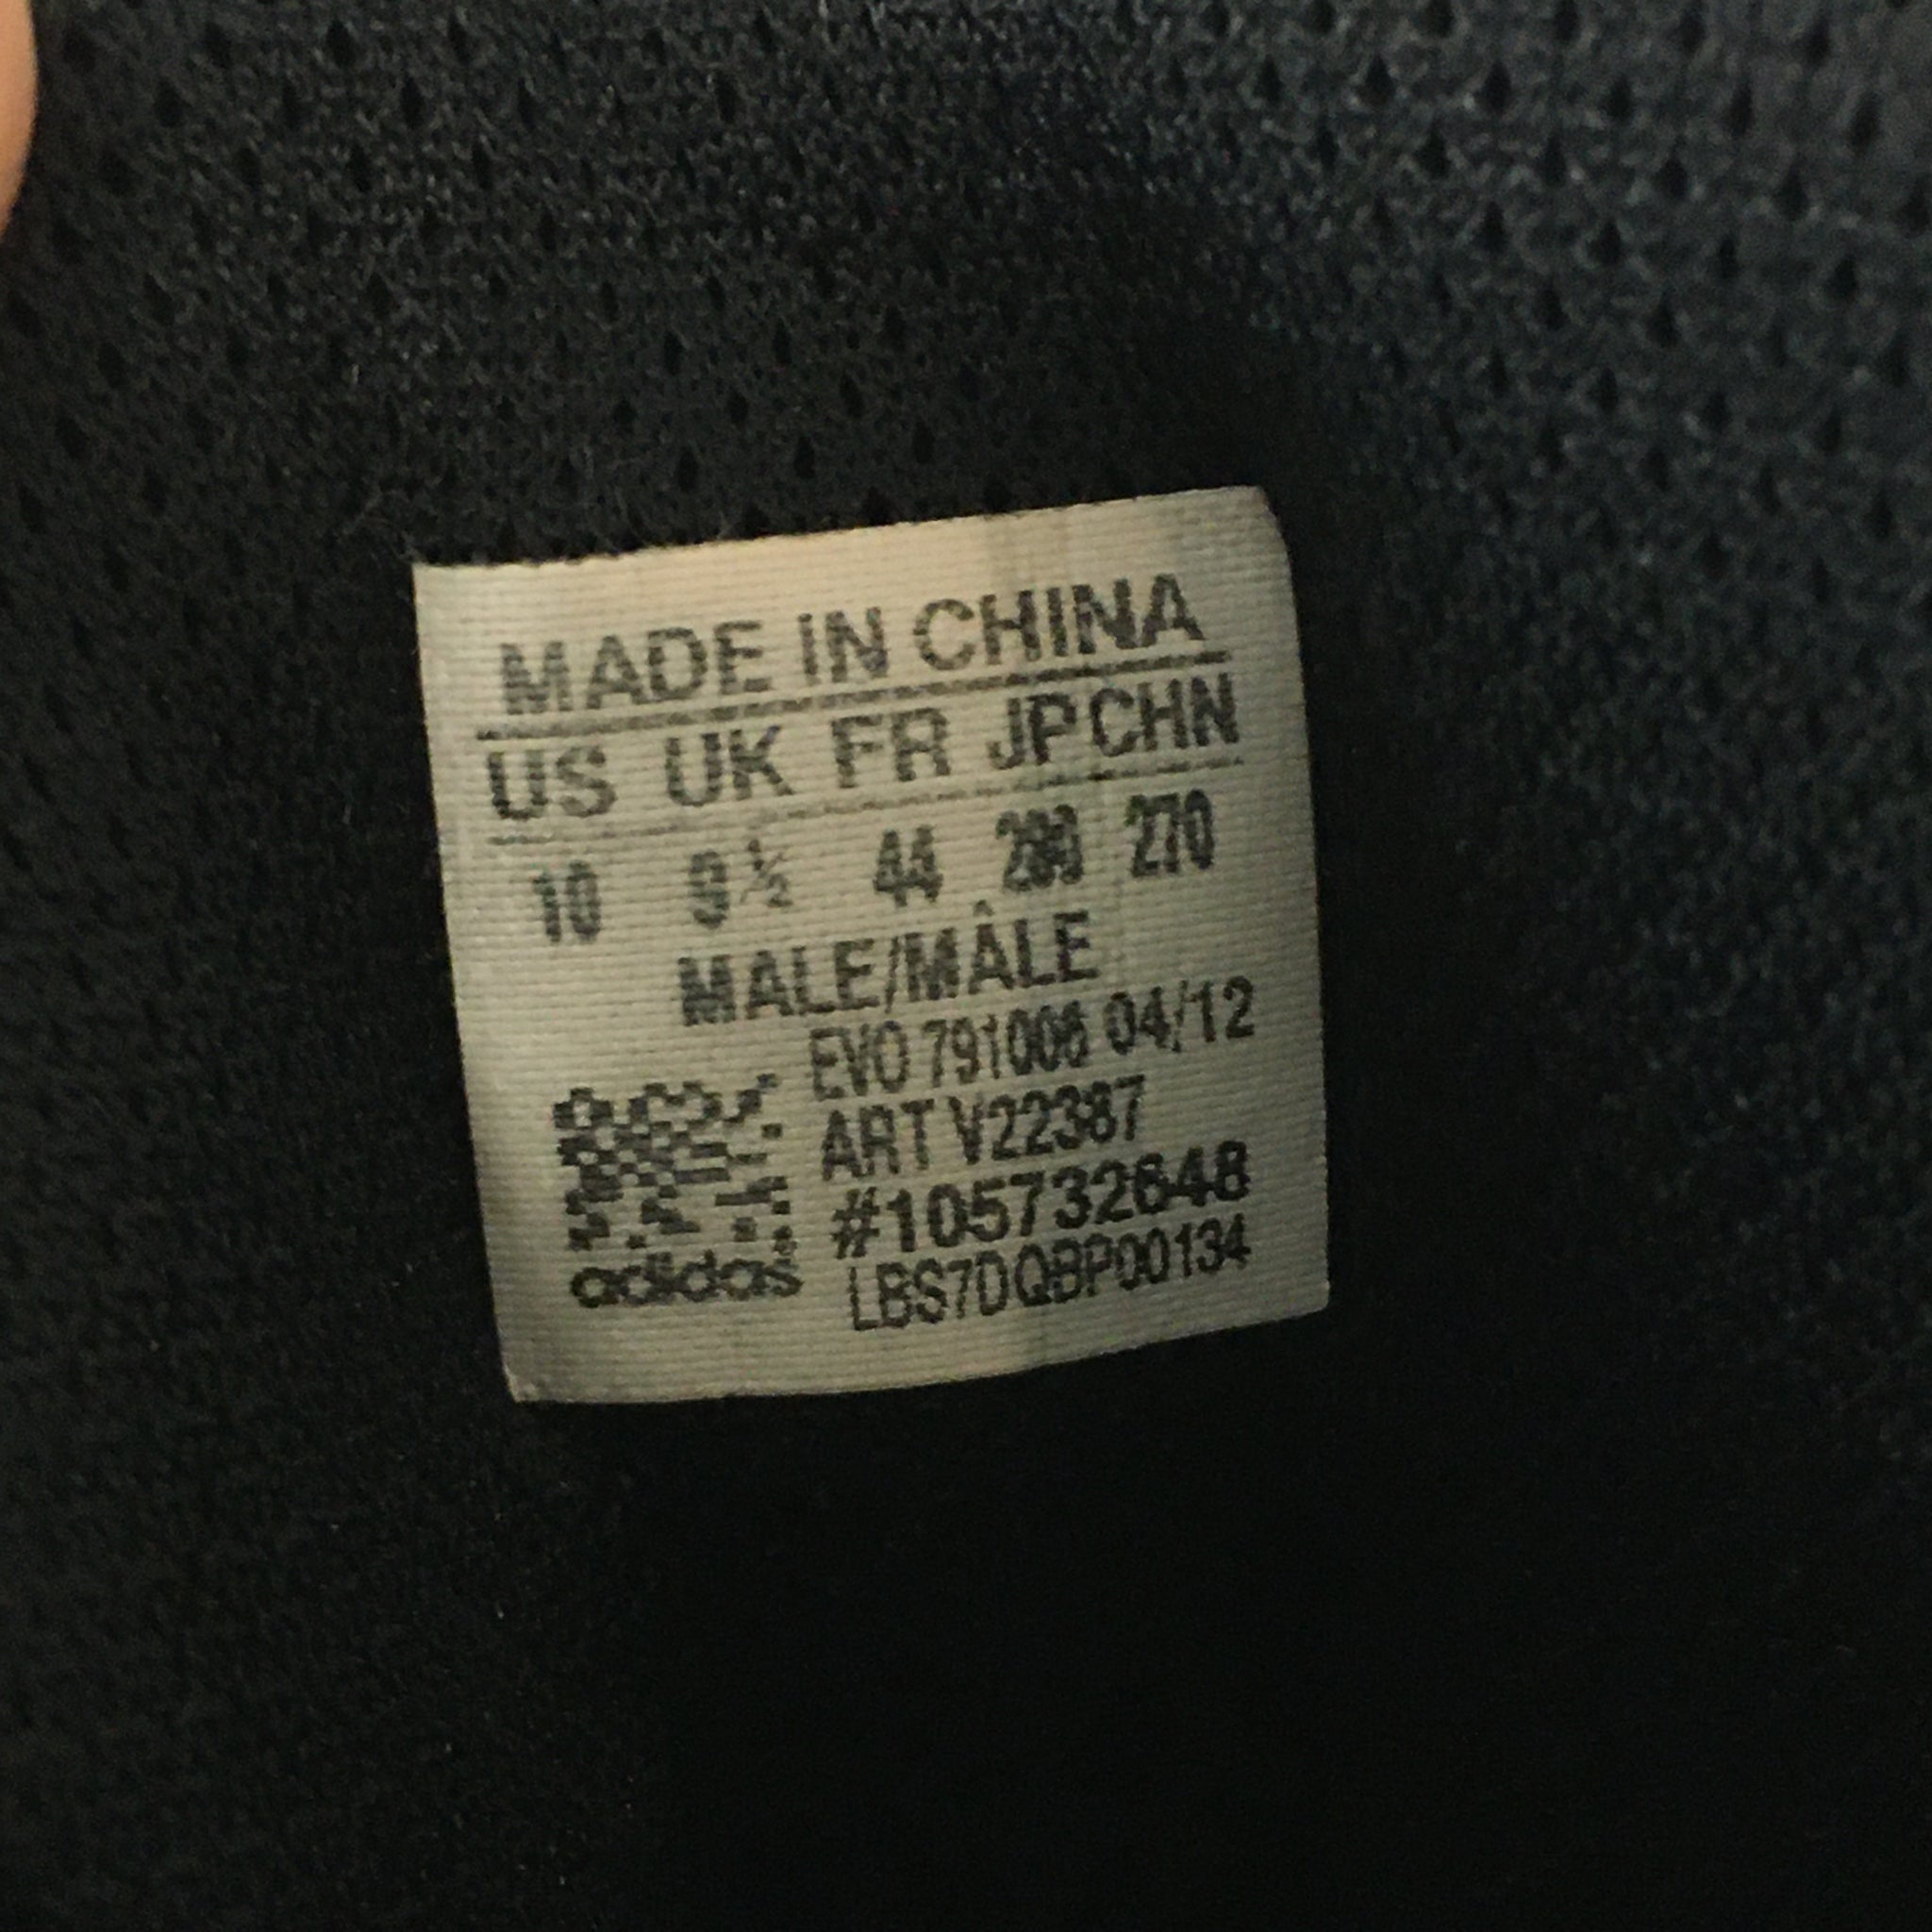 MADE IN CHINA
US UK FR JP CHN
10 9½ 44 280 270
MALE/MÂLE
EVO 791006 04/12
ART V22387
#105732648
LBS7DQBP00134
adidas